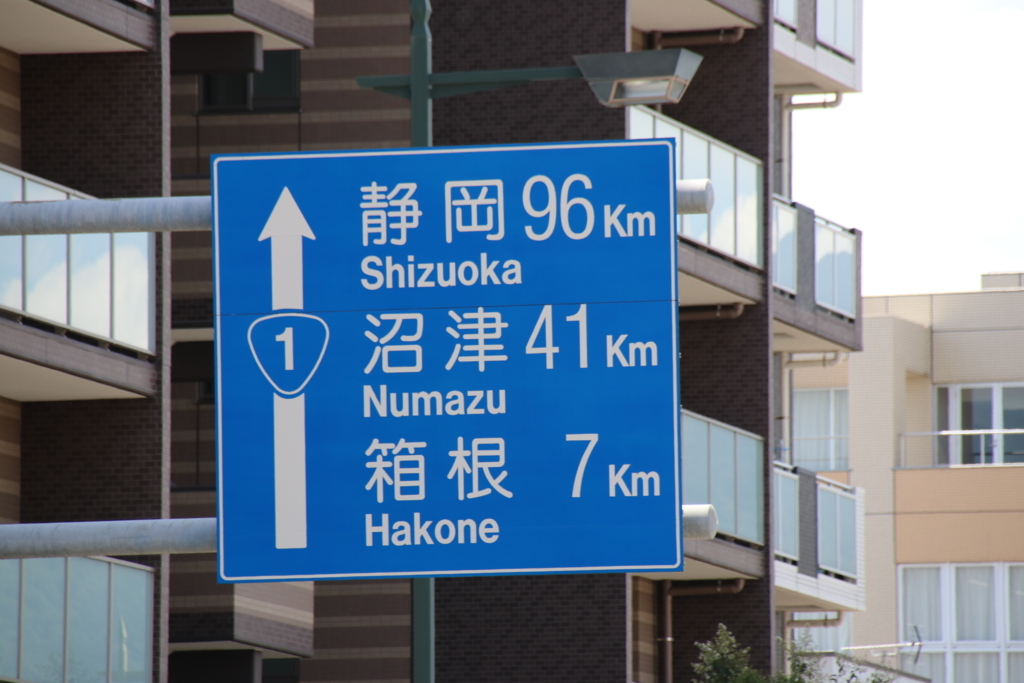 静岡 96 Km
Shizuoka
1
沼津 41 Km
Numazu
箱根 7 Km
Hakone